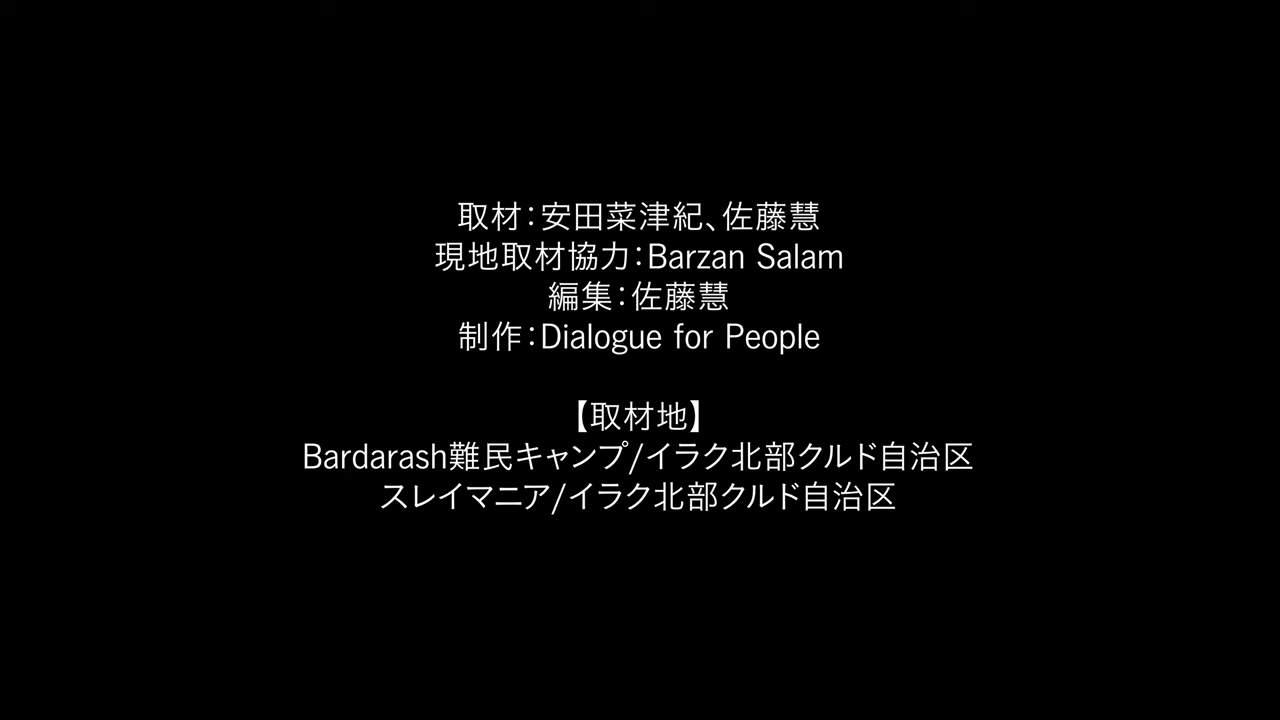 取材：安田菜津紀、佐藤慧
現地取材協力：Barzan Salam
編集：佐藤慧
制作：Dialogue for People
【取材地】
Bardarash難民キャンプ/イラク北部クルド自治区
スレイマニア/イラク北部クルド自治区